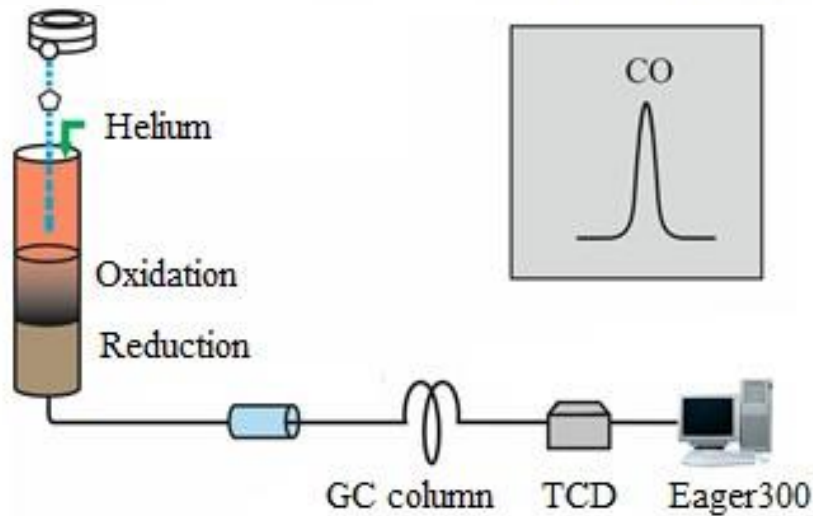 CO
Helium
Oxidation
Reduction
GC column
TCD
Eager300